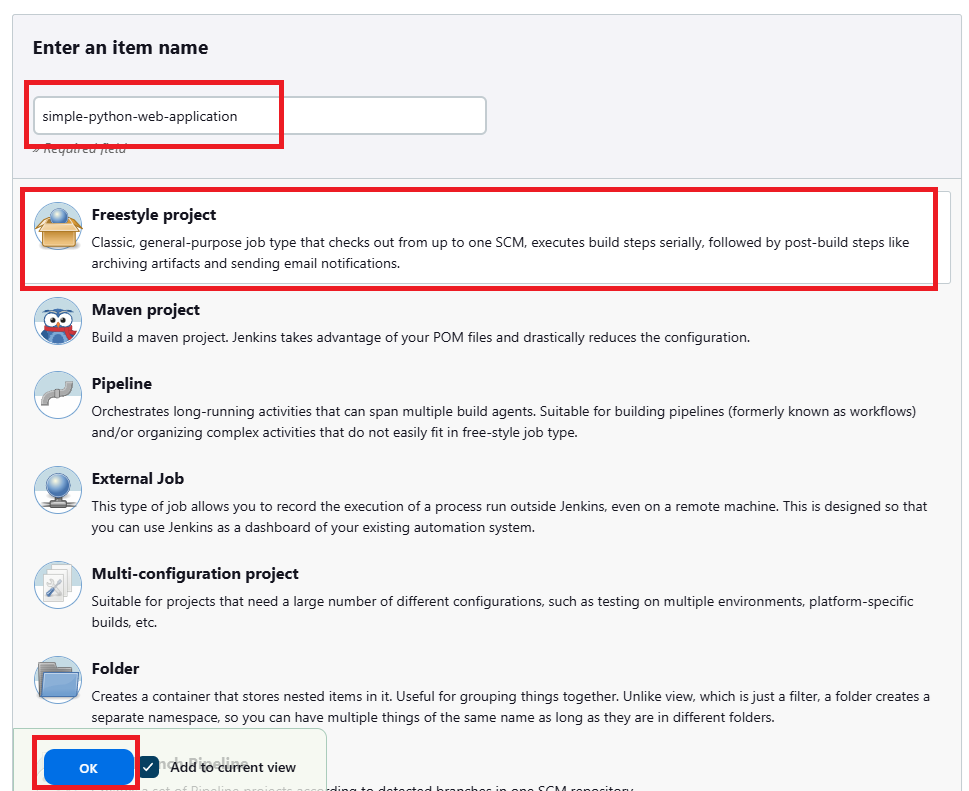 Enter an item name
simple-python-web-application
» Required field
Freestyle project
Classic, general-purpose job type that checks out from up to one SCM, executes build steps serially, followed by post-build steps like
archiving artifacts and sending email notifications.
Maven project
Build a maven project. Jenkins takes advantage of your POM files and drastically reduces the configuration.
Pipeline
Orchestrates long-running activities that can span multiple build agents. Suitable for building pipelines (formerly known as workflows)
and/or organizing complex activities that do not easily fit in free-style job type.
External Job
This type of job allows you to record the execution of a process run outside Jenkins, even on a remote machine. This is designed so that
you can use Jenkins as a dashboard of your existing automation system.
Multi-configuration project
Suitable for projects that need a large number of different configurations, such as testing on multiple environments, platform-specific
builds, etc.
Folder
Creates a container that stores nested items in it. Useful for grouping things together. Unlike view, which is just a filter, a folder creates a
separate namespace, so you can have multiple things of the same name as long as they are in different folders.
Pipeline
OK
Add to current view
set of Pipeline projects according to detected branches in one SCM repository.